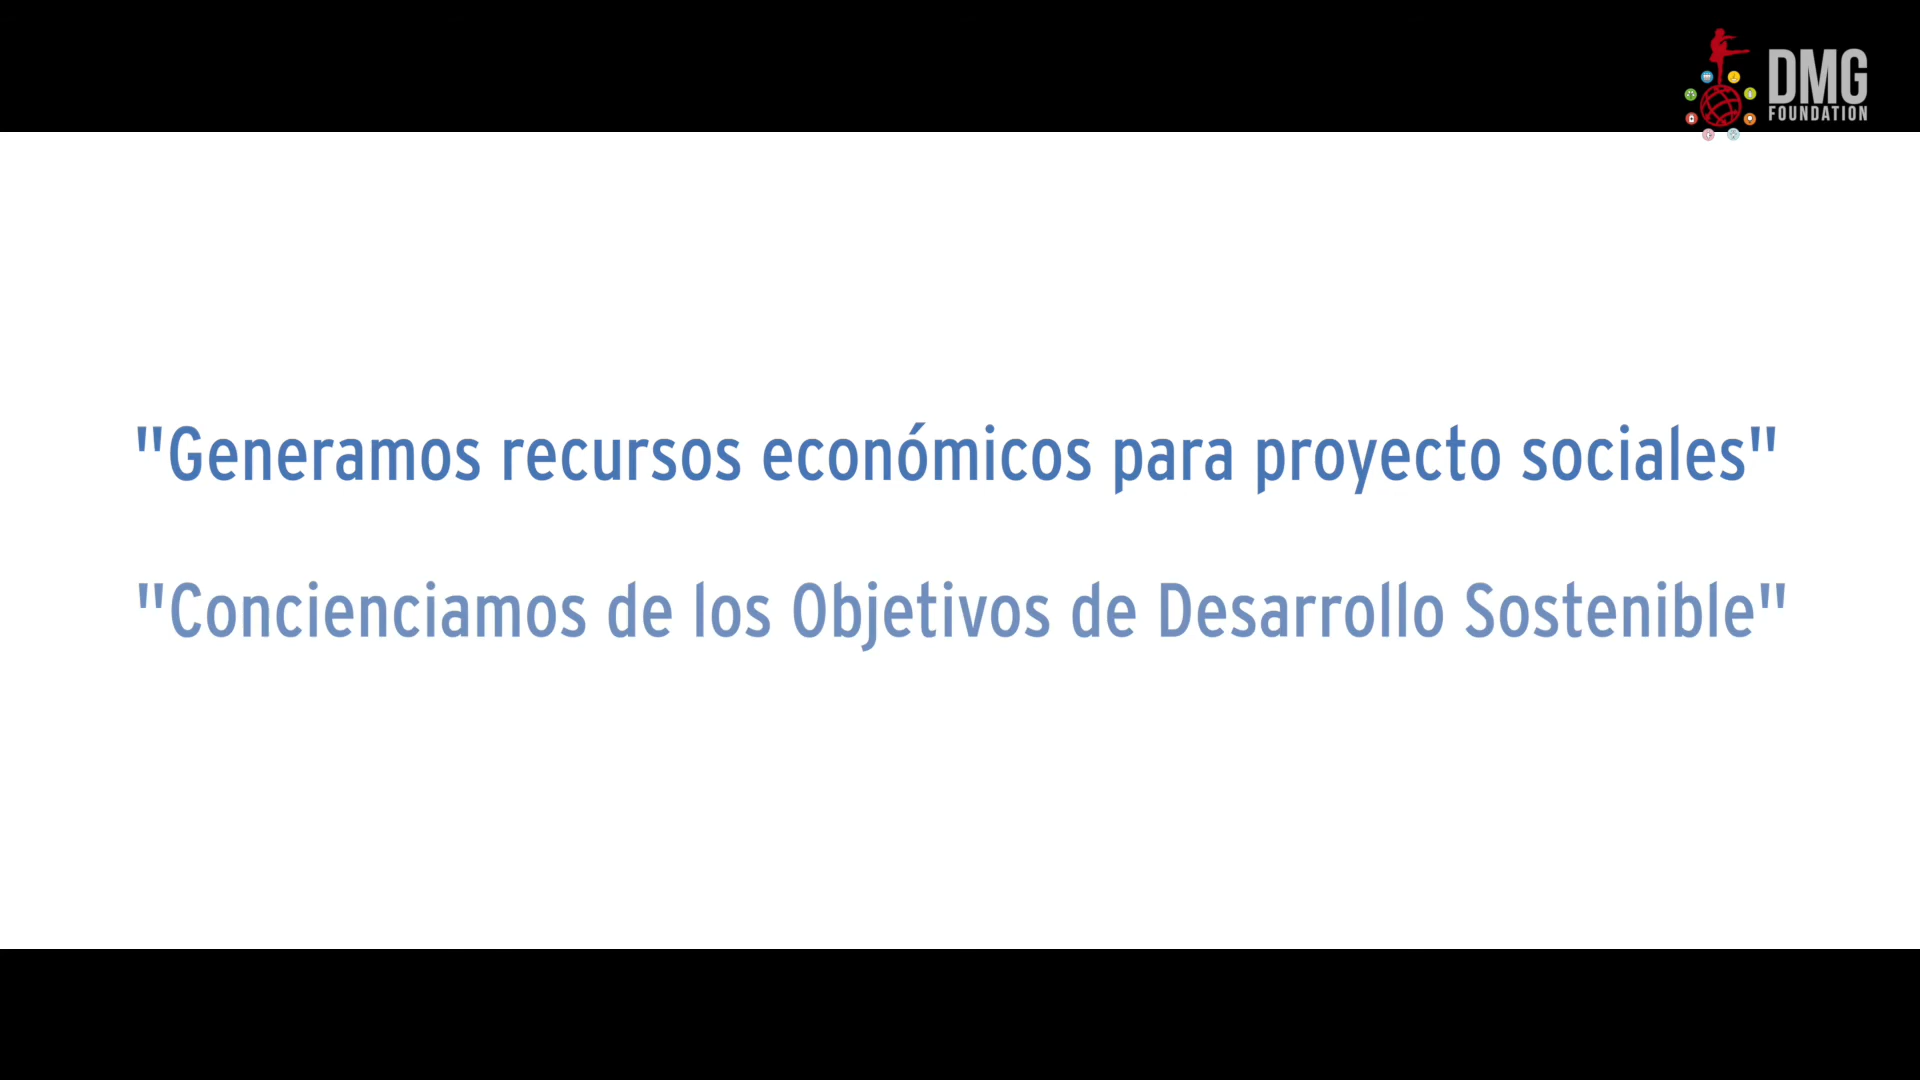 DMG
FOUNDATION
"Generamos recursos económicos para proyecto sociales"
"Concienciamos de los Objetivos de Desarrollo Sostenible"